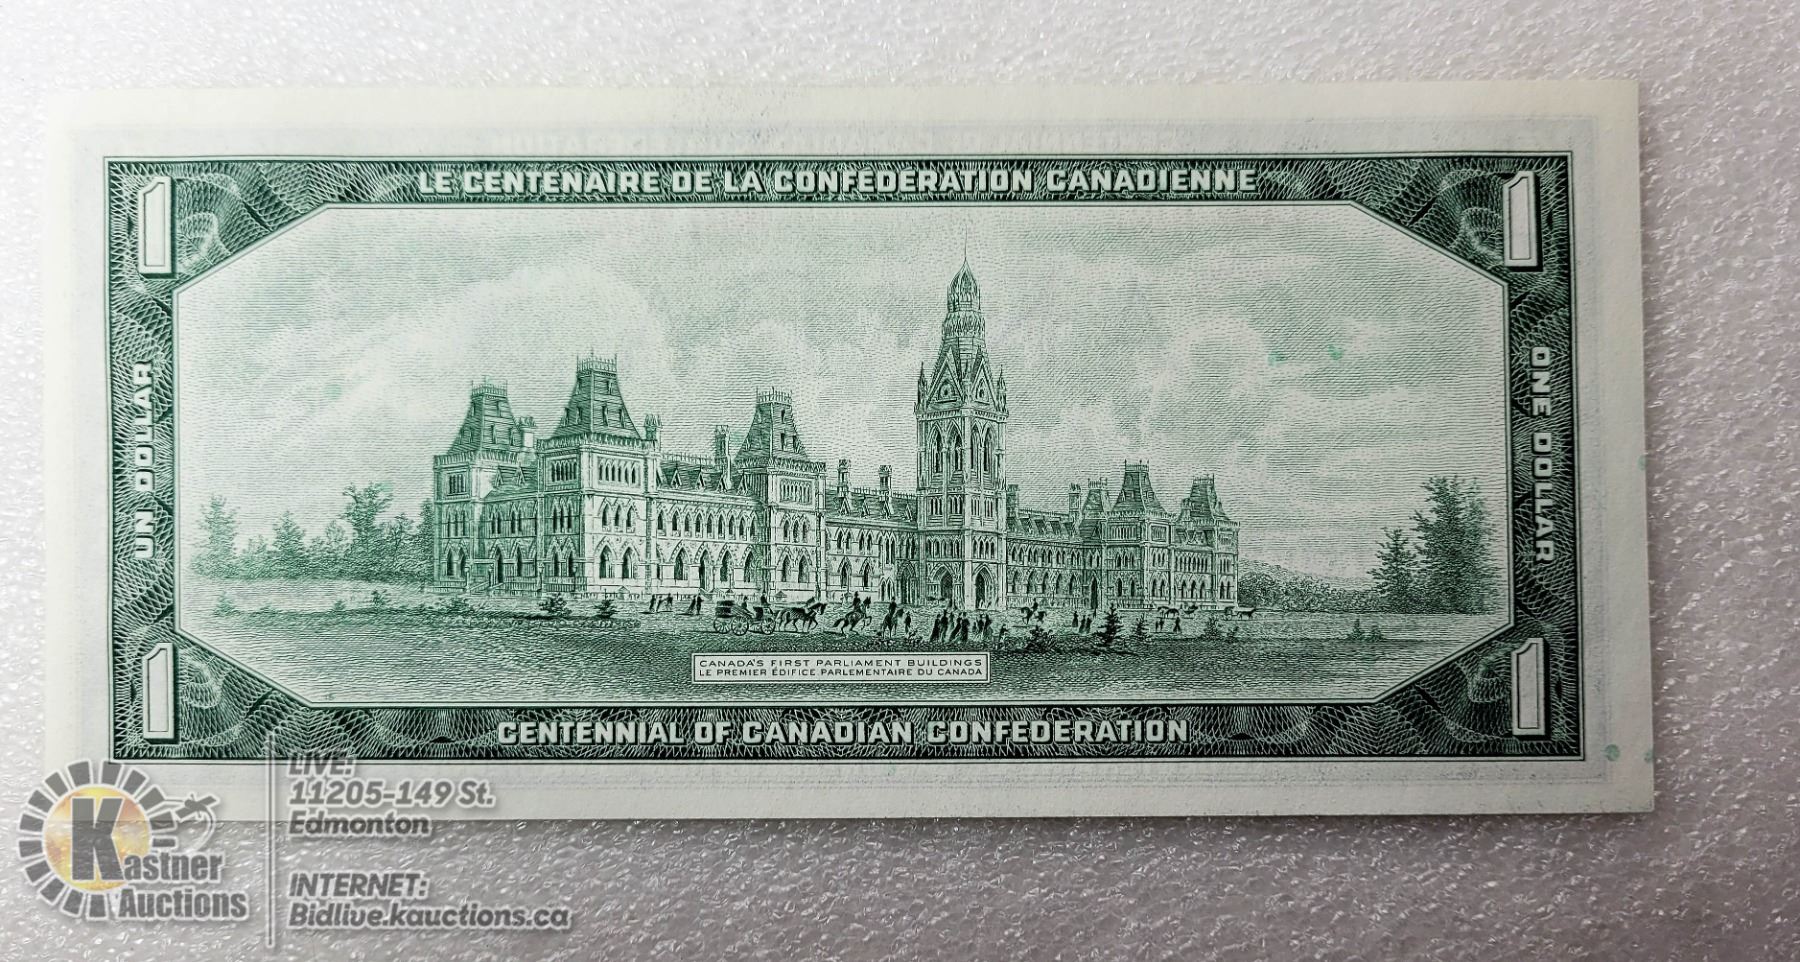 LE CENTENAIRE DE LA CONFÉDÉRATION CANADIENNE
1
1
UN DOLLAR
ONE DOLLAR
CANADA'S FIRST PARLIAMENT BUILDINGS
LE PREMIER ÉDIFICE PARLEMENTAIRE DU CANADA
1
1
CENTENNIAL OF CANADIAN CONFEDERATION
LIVE:
11205-149 St.
Edmonton
K
Kastner
Auctions
INTERNET:
Bidlive.kauctions.ca